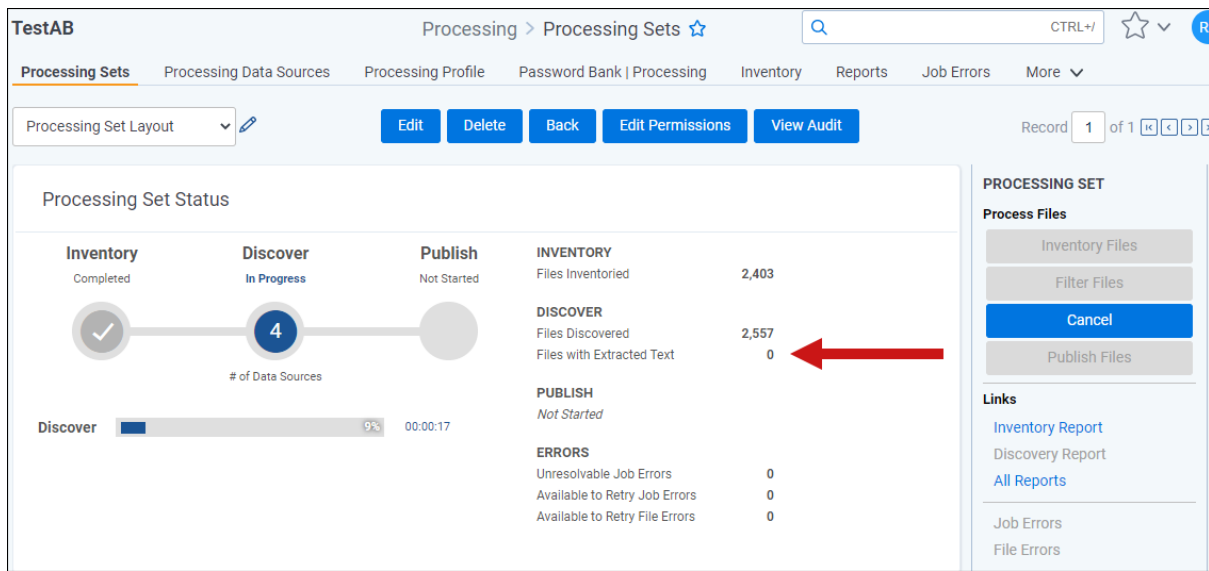 TestAB
Processing > Processing Sets
CTRL+/
R
Processing Sets Processing Data Sources Processing Profile Password Bank | Processing Inventory Reports Job Errors More
Processing Set Layout
Edit Delete Back Edit Permissions View Audit
Record 1 of 1
Processing Set Status
Inventory Discover Publish
Completed In Progress Not Started
4
# of Data Sources
Discover 9% 00:00:17
INVENTORY
Files Inventoried 2,403
DISCOVER
Files Discovered 2,557
Files with Extracted Text 0
PUBLISH
Not Started
ERRORS
Unresolvable Job Errors 0
Available to Retry Job Errors 0
Available to Retry File Errors 0
PROCESSING SET
Process Files
Inventory Files
Filter Files
Cancel
Publish Files
Links
Inventory Report
Discovery Report
All Reports
Job Errors
File Errors